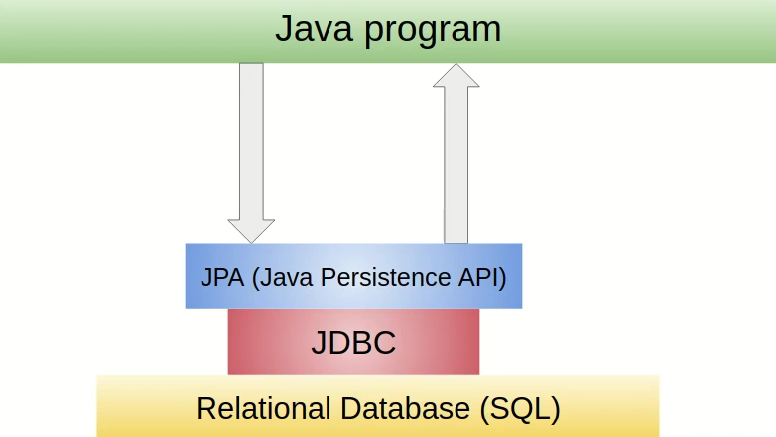 Java program
JPA (Java Persistence API)
JDBC
Relational Database (SQL)